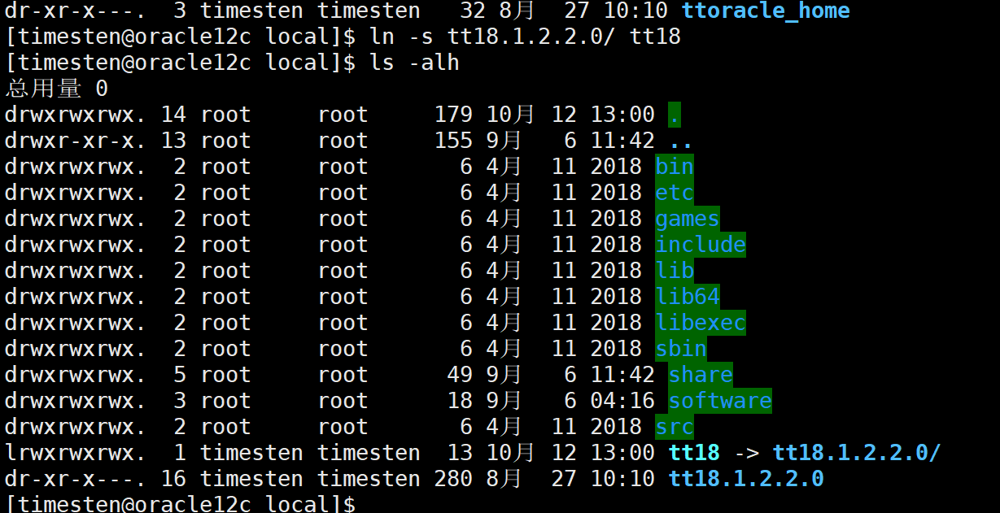 dr-xr-x---.  3 timesten timesten   32 8月  27 10:10 ttoracle_home
[timesten@oracle12c local]$ ln -s tt18.1.2.2.0/ tt18
[timesten@oracle12c local]$ ls -alh
总用量 0
drwxrwxrwx. 14 root     root     179 10月 12 13:00 .
drwxr-xr-x. 13 root     root     155 9月   6 11:42 ..
drwxrwxrwx.  2 root     root       6 4月  11 2018 bin
drwxrwxrwx.  2 root     root       6 4月  11 2018 etc
drwxrwxrwx.  2 root     root       6 4月  11 2018 games
drwxrwxrwx.  2 root     root       6 4月  11 2018 include
drwxrwxrwx.  2 root     root       6 4月  11 2018 lib
drwxrwxrwx.  2 root     root       6 4月  11 2018 lib64
drwxrwxrwx.  2 root     root       6 4月  11 2018 libexec
drwxrwxrwx.  2 root     root       6 4月  11 2018 sbin
drwxrwxrwx.  5 root     root      49 9月   6 11:42 share
drwxrwxrwx.  3 root     root      18 9月   6 04:16 software
drwxrwxrwx.  2 root     root       6 4月  11 2018 src
lrwxrwxrwx.  1 timesten timesten  13 10月 12 13:00 tt18 -> tt18.1.2.2.0/
dr-xr-x---. 16 timesten timesten 280 8月  27 10:10 tt18.1.2.2.0
[timesten@oracle12c local]$